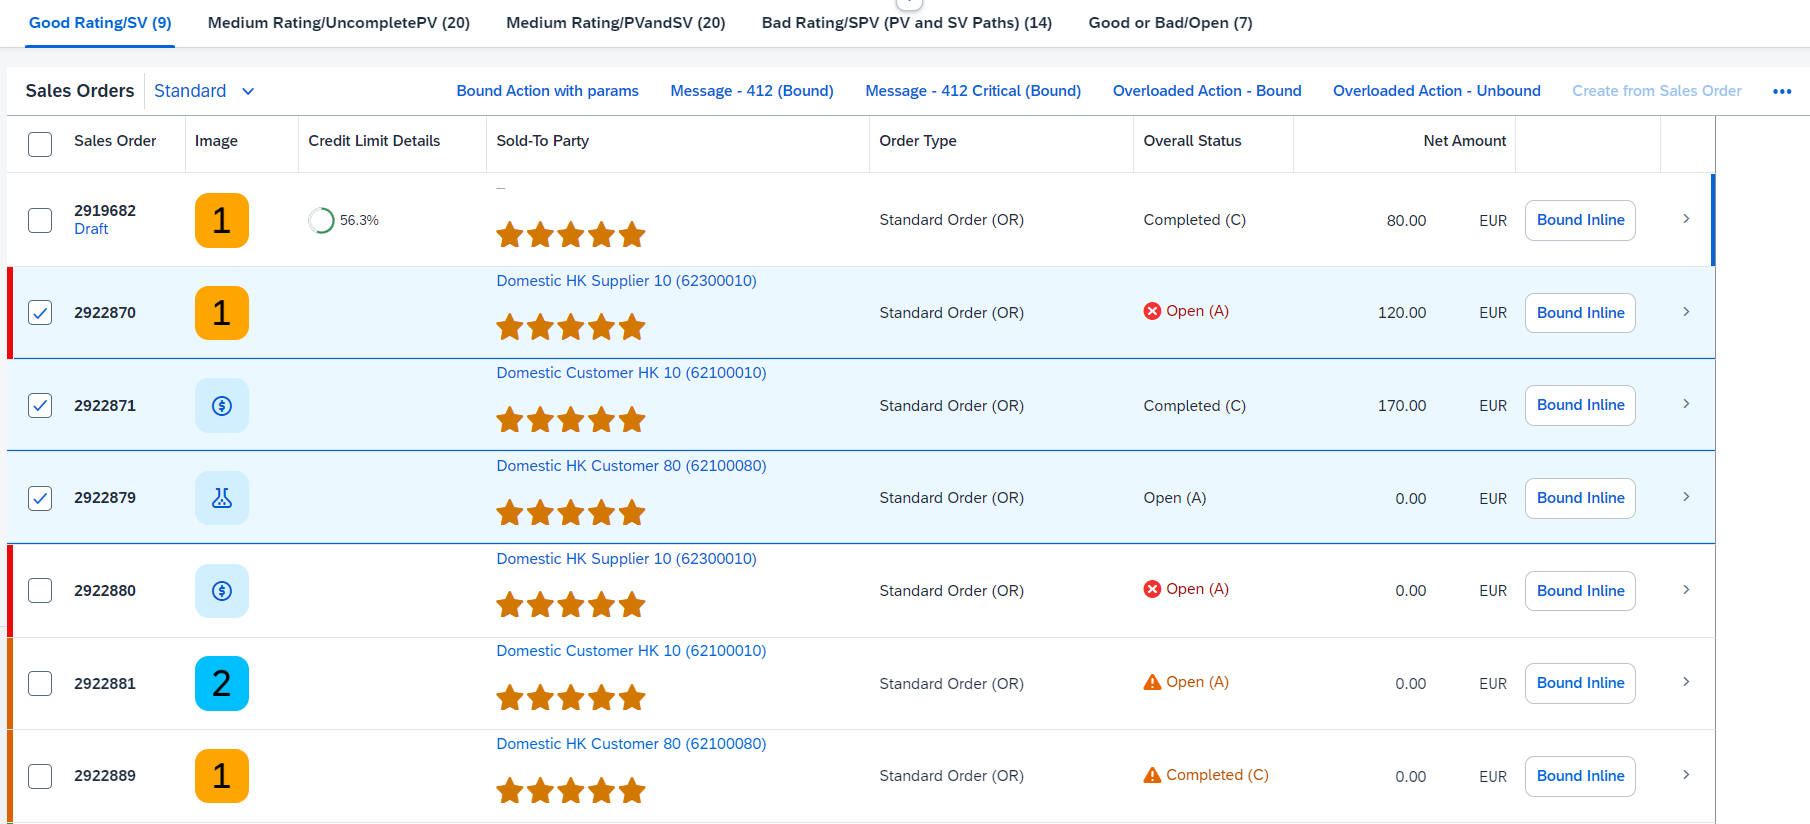 Good Rating/SV (9) Medium Rating/UncompletePV (20) Medium Rating/PVandSV (20) Bad Rating/SPV (PV and SV Paths) (14) Good or Bad/Open (7)
Sales Orders Standard Bound Action with params Message - 412 (Bound) Message - 412 Critical (Bound) Overloaded Action - Bound Overloaded Action - Unbound Create from Sales Order
Sales Order Image Credit Limit Details Sold-To Party Order Type Overall Status Net Amount
–
2919682 1 56.3% Standard Order (OR) Completed (C) 80.00 EUR Bound Inline
Draft
Domestic HK Supplier 10 (62300010)
2922870 1 Standard Order (OR) Open (A) 120.00 EUR Bound Inline
Domestic Customer HK 10 (62100010)
2922871 Standard Order (OR) Completed (C) 170.00 EUR Bound Inline
Domestic HK Customer 80 (62100080)
2922879 Standard Order (OR) Open (A) 0.00 EUR Bound Inline
Domestic HK Supplier 10 (62300010)
2922880 Standard Order (OR) Open (A) 0.00 EUR Bound Inline
Domestic Customer HK 10 (62100010)
2922881 2 Standard Order (OR) Open (A) 0.00 EUR Bound Inline
Domestic HK Customer 80 (62100080)
2922889 1 Standard Order (OR) Completed (C) 0.00 EUR Bound Inline